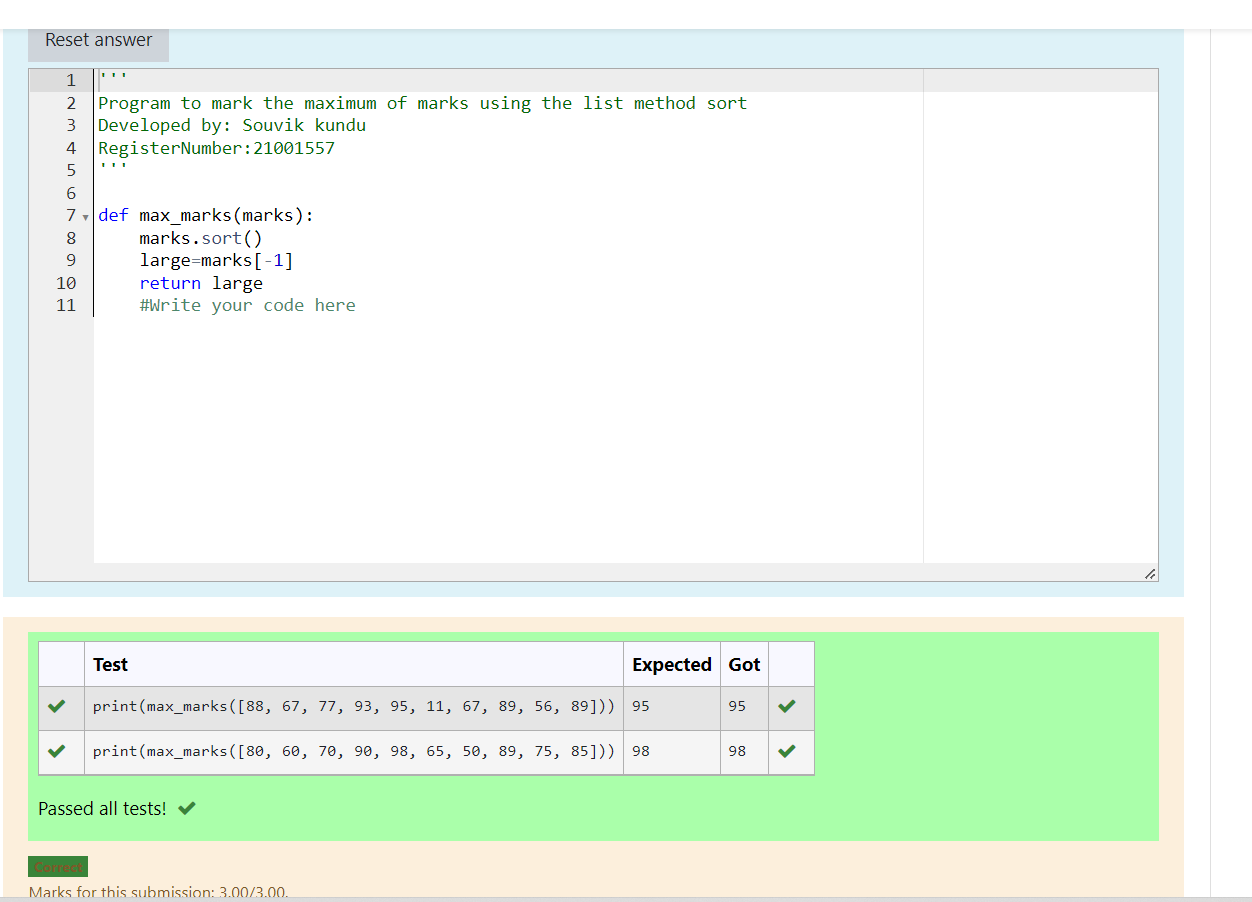 Reset answer
1 '''
2 Program to mark the maximum of marks using the list method sort
3 Developed by: Souvik kundu
4 RegisterNumber:21001557
5 '''
6
7 def max_marks(marks):
8     marks.sort()
9     large=marks[-1]
10     return large
11     #Write your code here
Test Expected Got
print(max_marks([88, 67, 77, 93, 95, 11, 67, 89, 56, 89])) 95 95
print(max_marks([80, 60, 70, 90, 98, 65, 50, 89, 75, 85])) 98 98
Passed all tests!
Correct
Marks for this submission: 3.00/3.00.